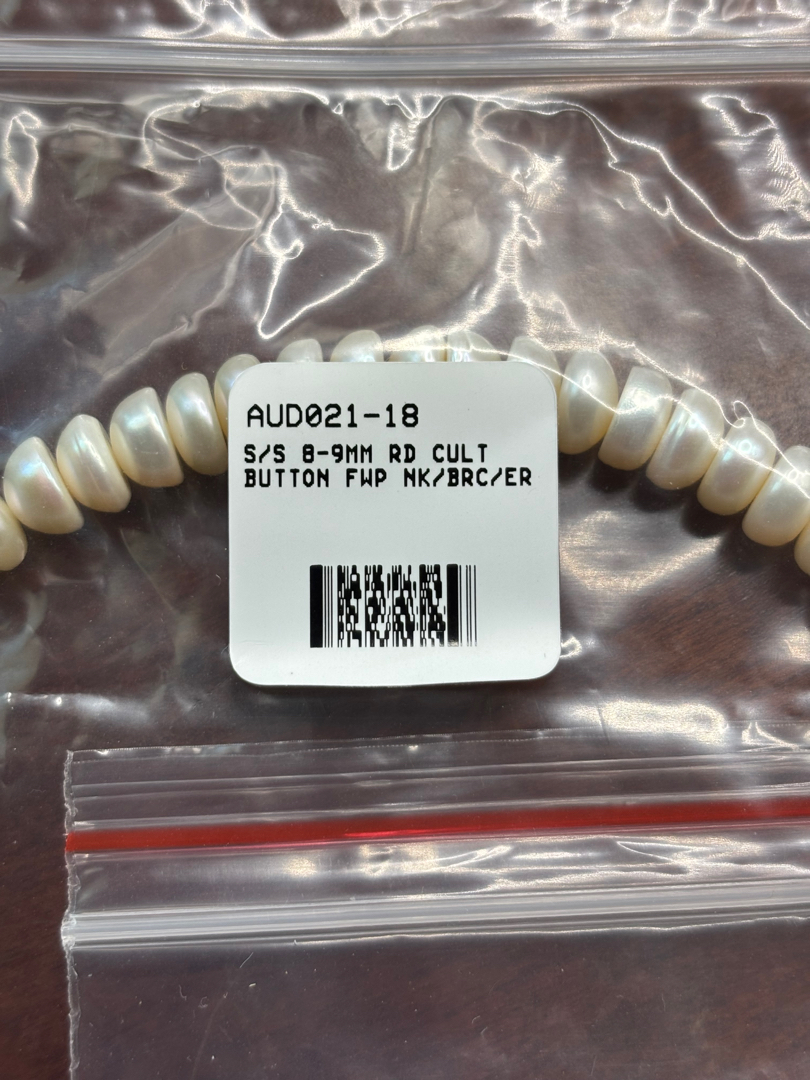 AUD021-18
S/S 8-9MM RD CULT
BUTTON FWP NK/BRC/ER